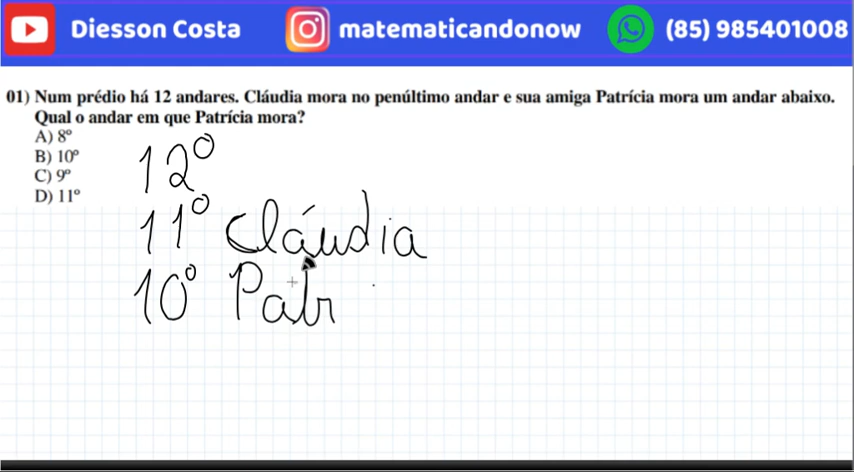 Diesson Costa matematicandonow (85) 985401008
01) Num prédio há 12 andares. Cláudia mora no penúltimo andar e sua amiga Patrícia mora um andar abaixo.
Qual o andar em que Patrícia mora?
A) 8º
B) 10º
C) 9º
D) 11º
12º
11º Cláudia
10º Patr